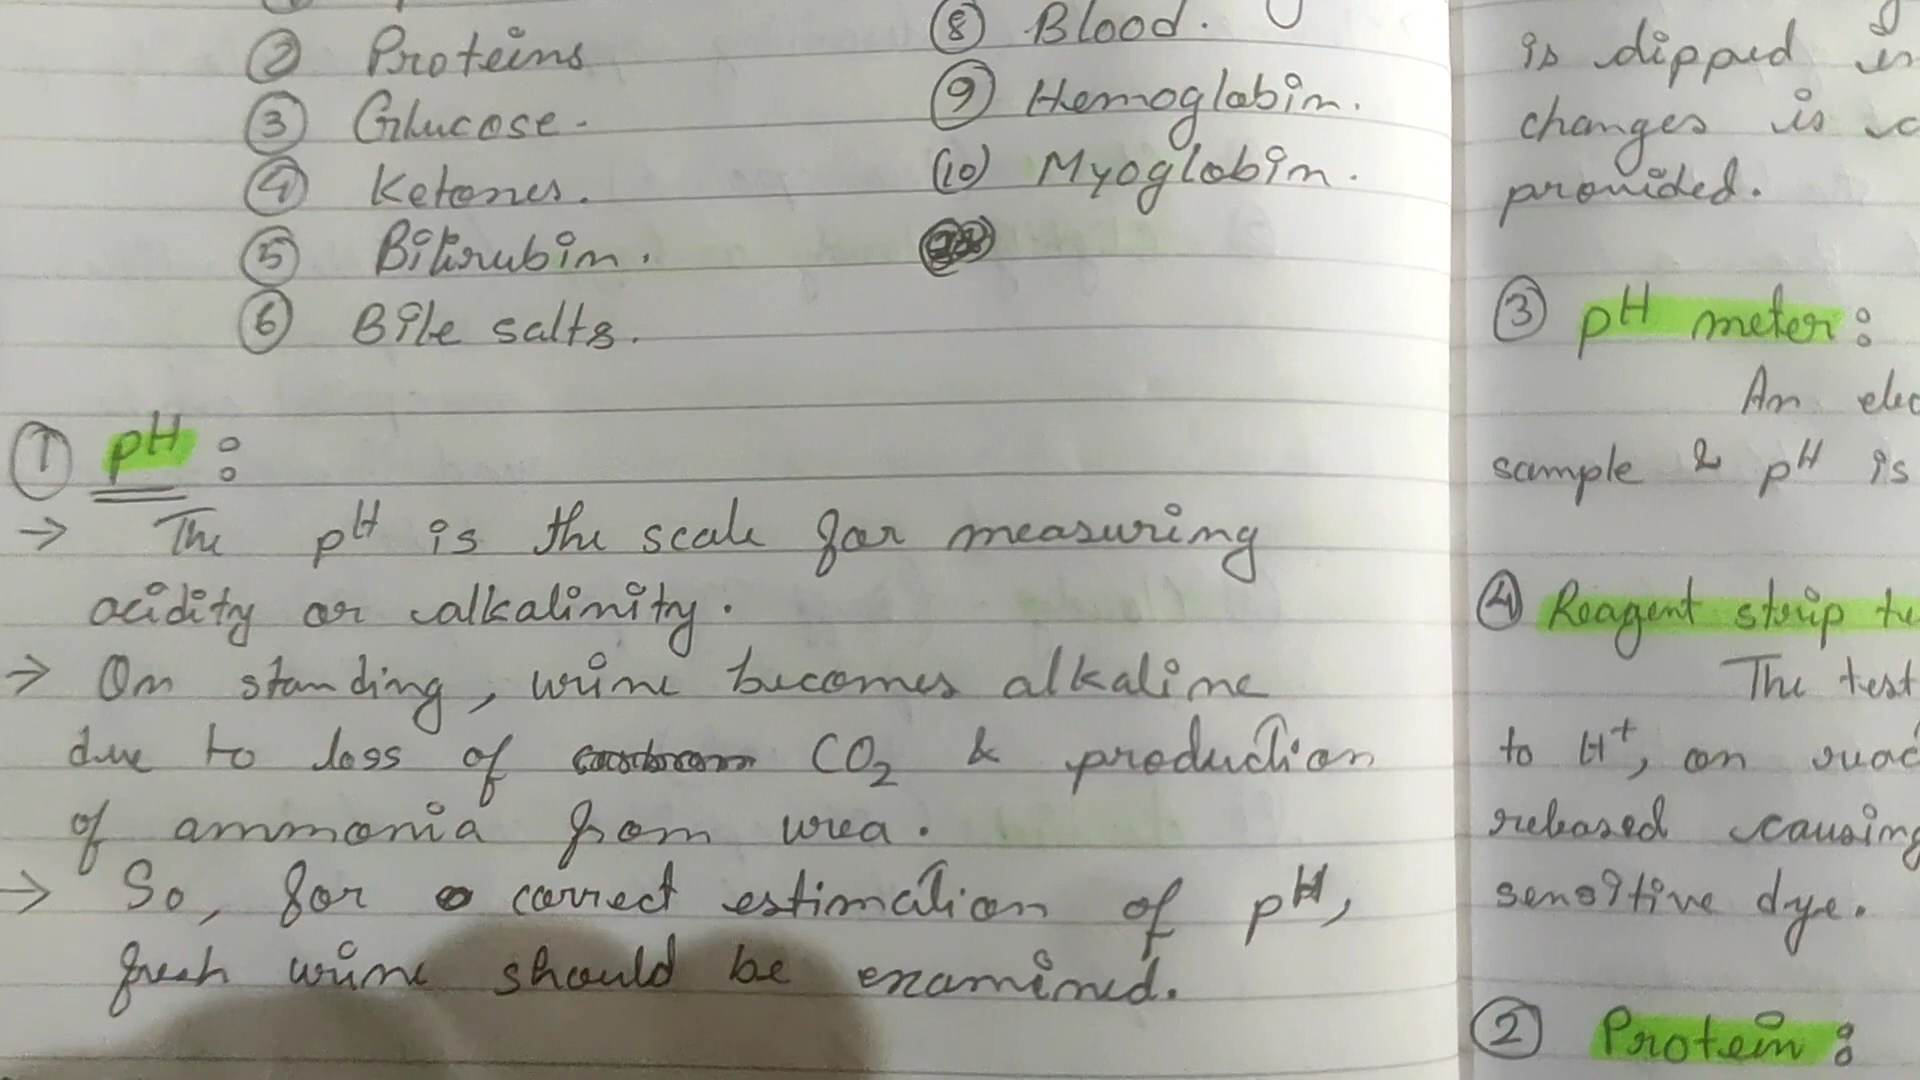 ② Proteins
③ Glucose.
④ Ketones.
⑤ Bilirubin.
⑥ Bile salts.
⑧ Blood.
⑨ Hemoglobin.
(10) Myoglobin.
① pH :
→ The pH is the scale for measuring
acidity or alkalinity.
→ On standing, urine becomes alkaline
due to loss of CO₂ & production
of ammonia from urea.
→ So, for correct estimation of pH,
fresh urine should be examined.
is dipped in
changes is
provided.
③ pH meter :
An elec
sample & pH is
④ Reagent strip te
The test
to H⁺, on reac
released causing
sensitive dye.
② Protein :